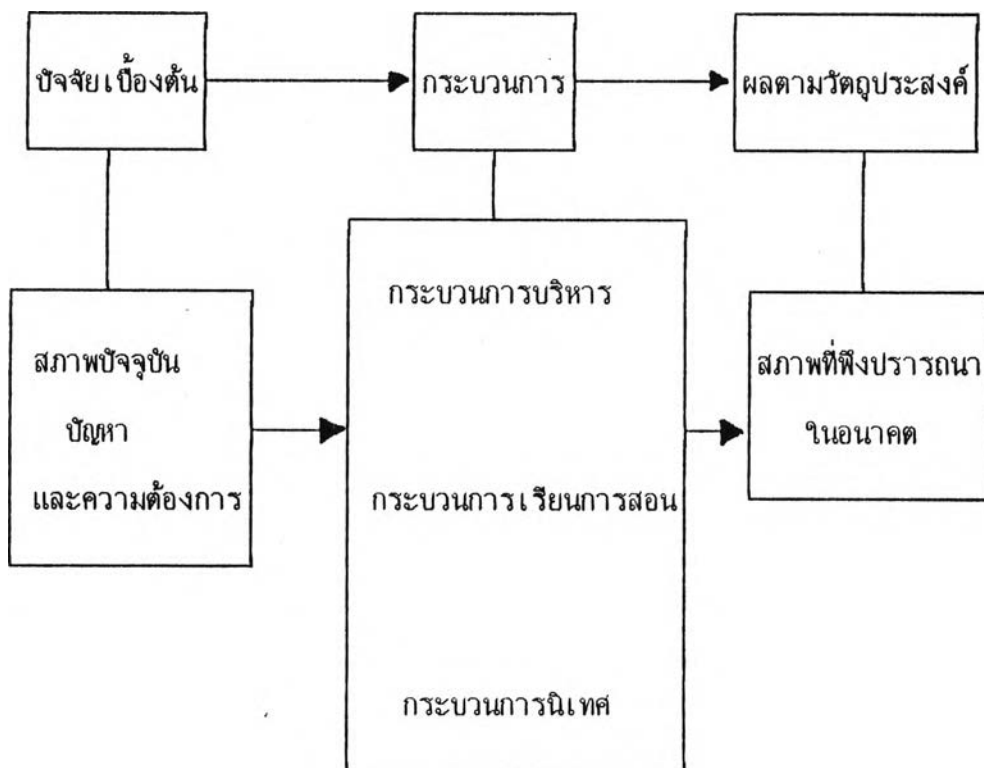 ปัจจัยเบื้องต้น
กระบวนการ
ผลตามวัตถุประสงค์
สภาพปัจจุบัน
ปัญหา
และความต้องการ
กระบวนการบริหาร
กระบวนการเรียนการสอน
กระบวนการนิเทศ
สภาพที่พึงปรารถนา
ในอนาคต